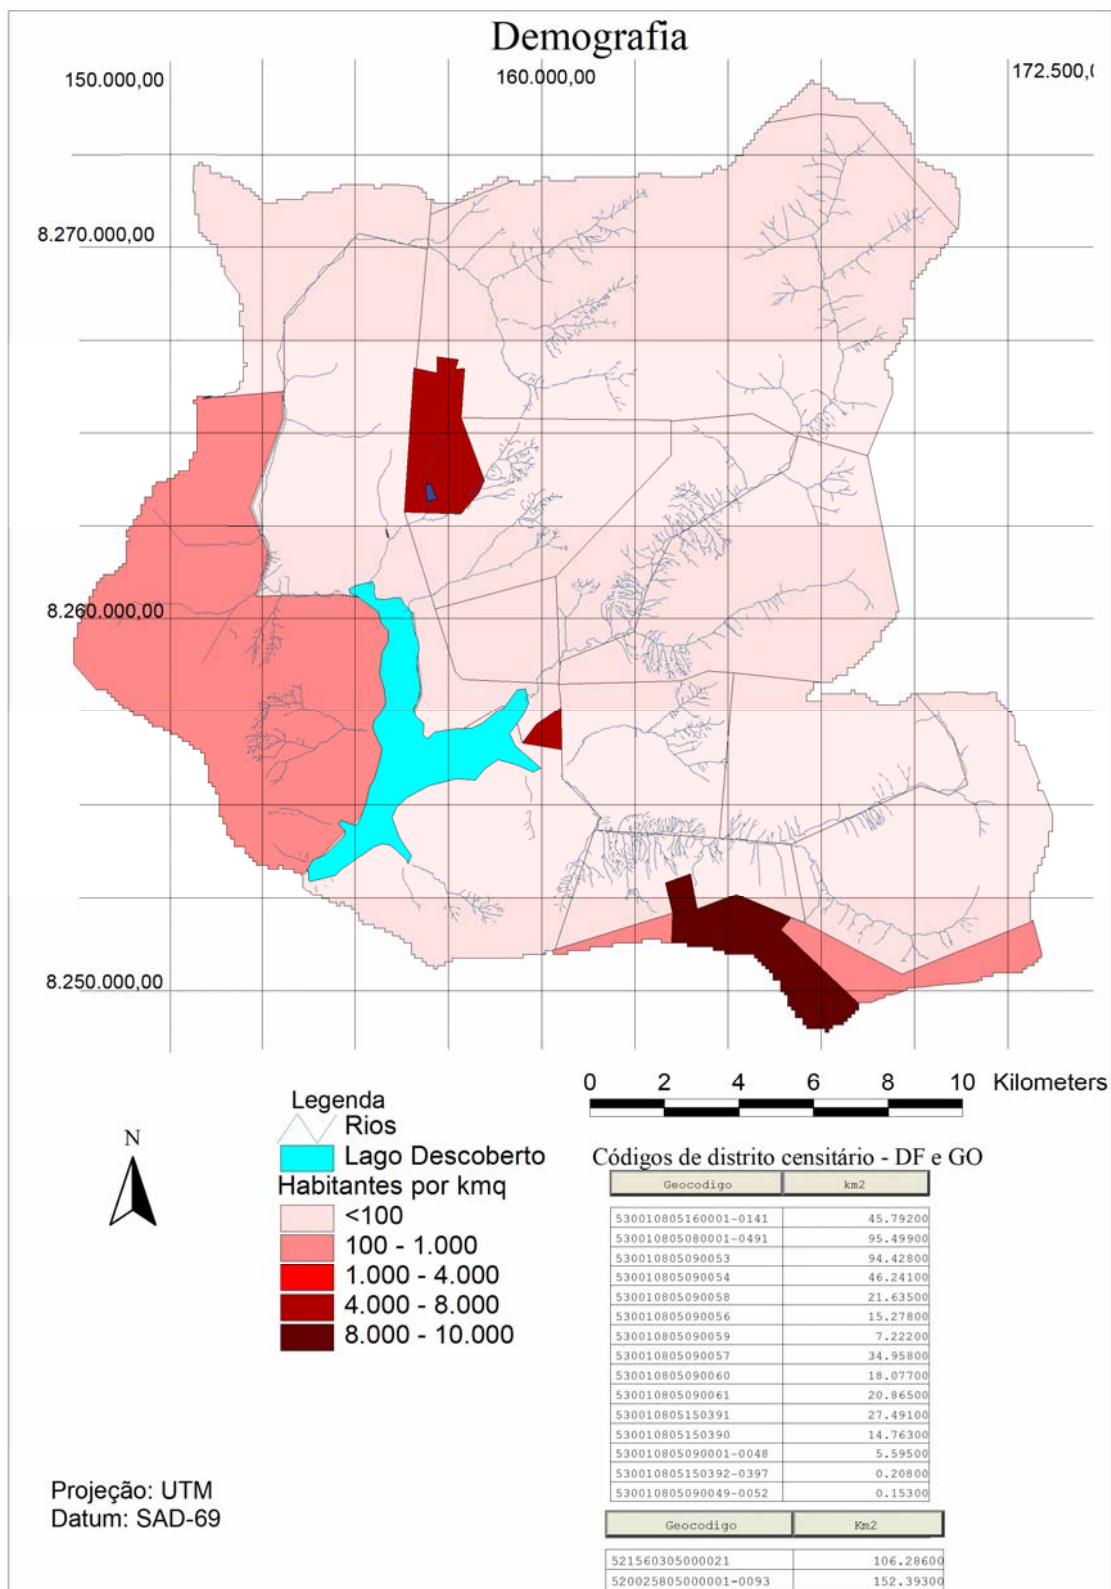 Demografia
150.000,00
160.000,00
172.500,(
8.270.000,00
8.260.000,00
8.250.000,00
0 2 4 6 8 10 Kilometers
Legenda
Rios
Lago Descoberto
Habitantes por kmq
<100
100 - 1.000
1.000 - 4.000
4.000 - 8.000
8.000 - 10.000
N
Códigos de distrito censitário - DF e GO
Geocodigo km2
530010805160001-0141 45.79200
530010805080001-0491 95.49900
530010805090053 94.42800
530010805090054 46.24100
530010805090058 21.63500
530010805090056 15.27800
530010805090059 7.22200
530010805090057 34.95800
530010805090060 18.07700
530010805090061 20.86500
530010805150391 27.49100
530010805150390 14.76300
530010805090001-0048 5.59500
530010805150392-0397 0.20800
530010805090049-0052 0.15300
Geocodigo Km2
521560305000021 106.28600
520025805000001-0093 152.39300
Projeção: UTM
Datum: SAD-69